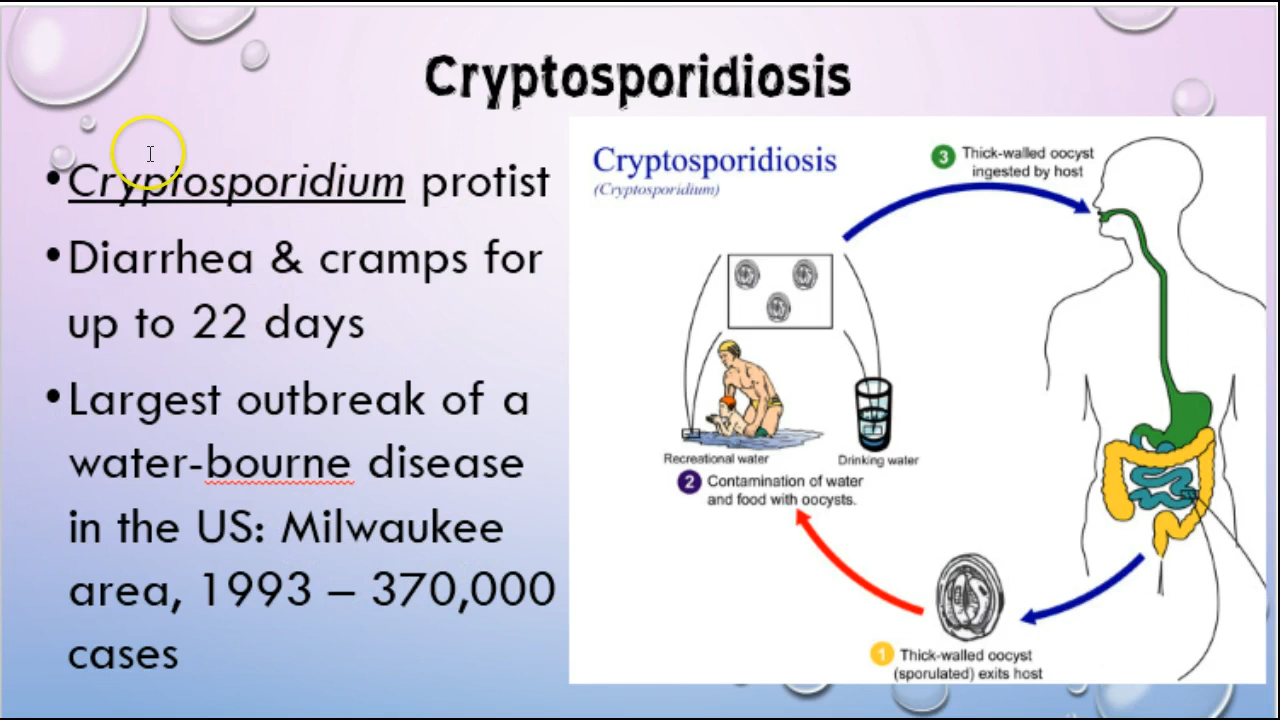 Cryptosporidiosis
•Cryptosporidium protist
•Diarrhea & cramps for
up to 22 days
•Largest outbreak of a
water-bourne disease
in the US: Milwaukee
area, 1993 – 370,000
cases
Cryptosporidiosis
(Cryptosporidium)
3 Thick-walled oocyst
ingested by host
Recreational water
Drinking water
2 Contamination of water
and food with oocysts.
1 Thick-walled oocyst
(sporulated) exits host